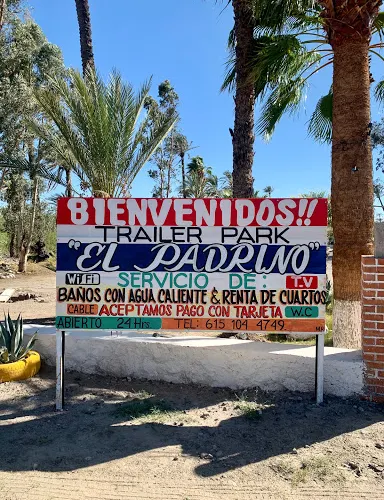 BIENVENIDOS!!
TRAILER PARK
"EL PADRINO"
WiFi SERVICIO DE: T.V
BAÑOS CON AGUA CALIENTE & RENTA DE CUARTOS
CABLE ACEPTAMOS PAGO CON TARJETA W.C
ABIERTO 24 Hrs TEL: 615 104 4749